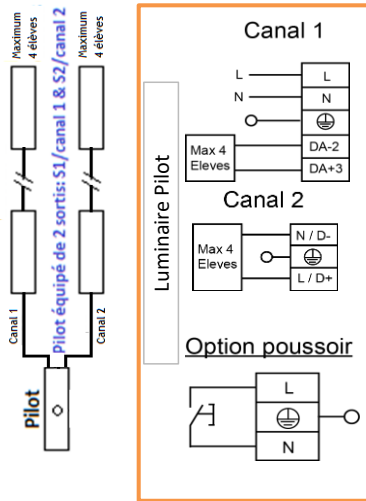 Maximum
4 élèves
Maximum
4 élèves
Pilot équipé de 2 sortis: S1/canal 1 & S2/canal 2
Canal 1
Canal 2
Pilot
Luminaire Pilot
Canal 1
L
L
N
N
Max 4
Eleves
DA-2
DA+3
Canal 2
Max 4
Eleves
N / D-
L / D+
Option poussoir
L
N